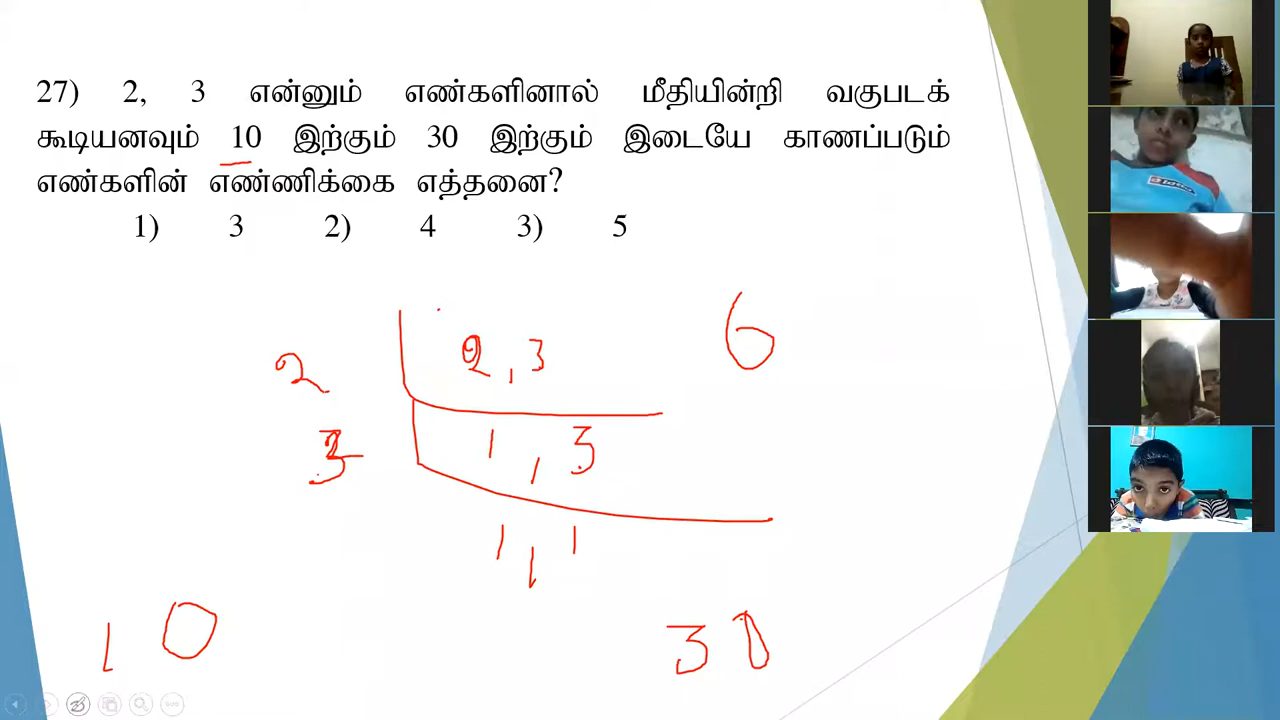 27) 2, 3 என்னும் எண்களினால் மீதியின்றி வகுபடக்
கூடியனவும் 10 இற்கும் 30 இற்கும் இடையே காணப்படும்
எண்களின் எண்ணிக்கை எத்தனை?
1) 3 2) 4 3) 5
2 2, 3 6
3 1, 3
1, 1
10 30